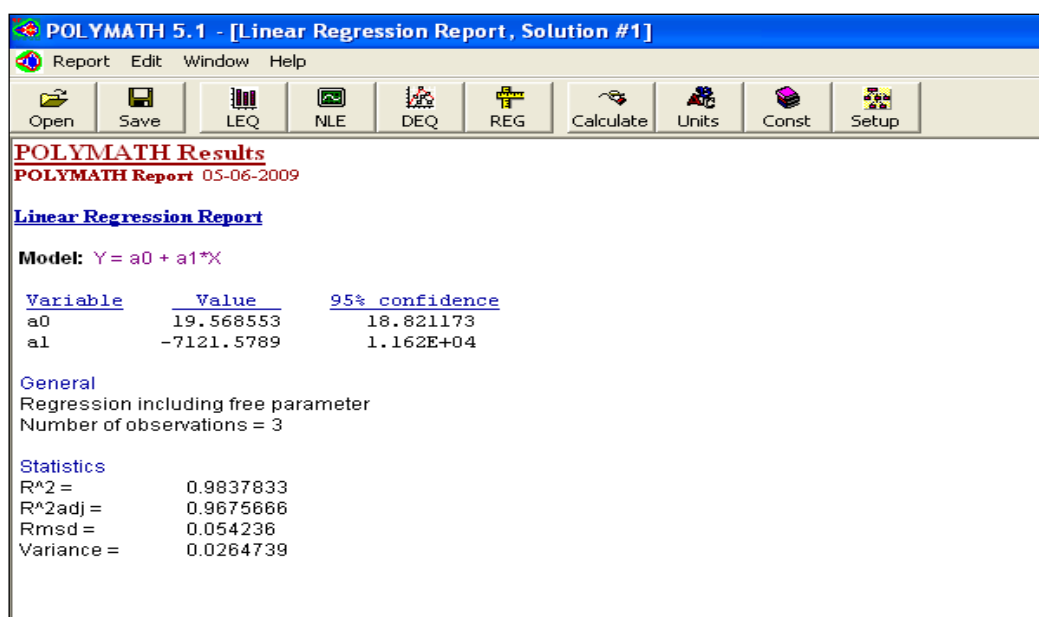 POLYMATH 5.1 - [Linear Regression Report, Solution #1]
Report Edit Window Help
Open Save LEQ NLE DEQ REG Calculate Units Const Setup
POLYMATH Results
POLYMATH Report 05-06-2009
Linear Regression Report
Model: Y = a0 + a1*X
Variable Value 95% confidence
a0 19.568553 18.821173
a1 -7121.5789 1.162E+04
General
Regression including free parameter
Number of observations = 3
Statistics
R^2 = 0.9837833
R^2adj = 0.9675666
Rmsd = 0.054236
Variance = 0.0264739